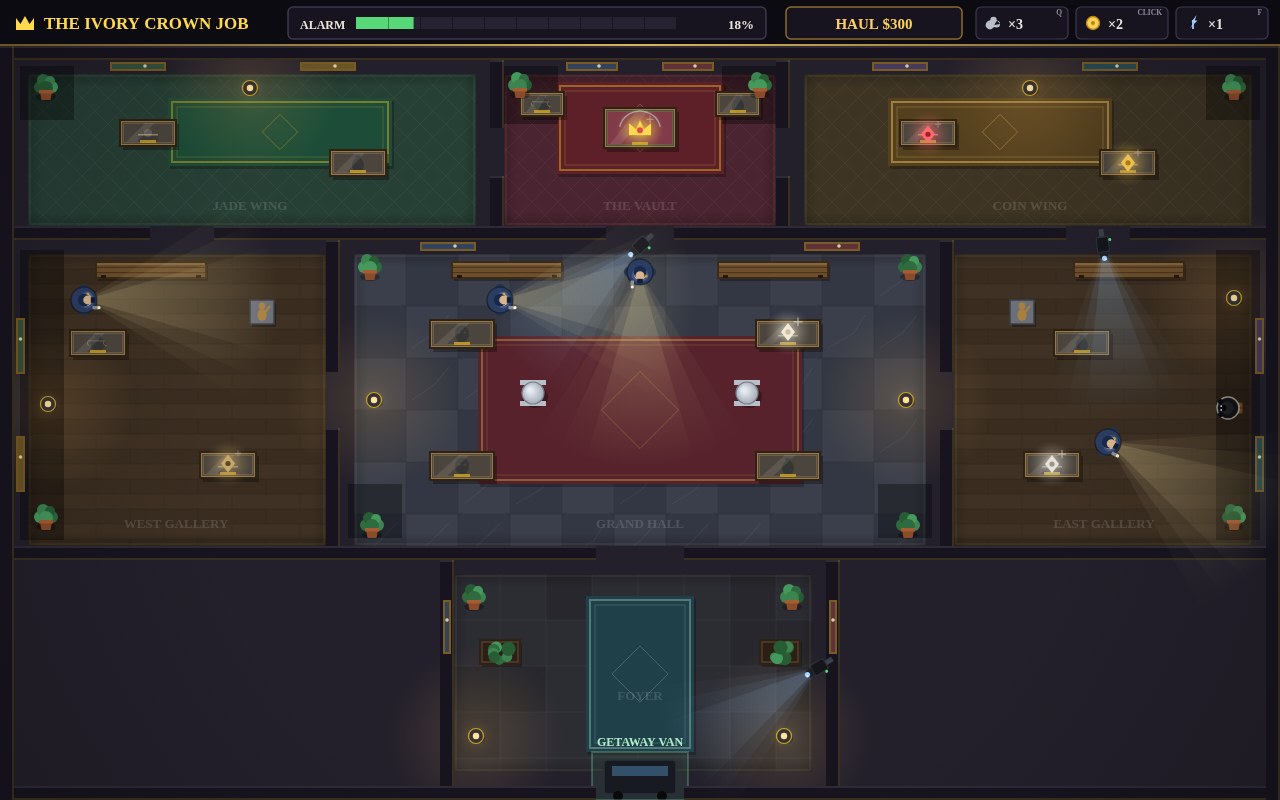 THE IVORY CROWN JOB
ALARM 18%
HAUL $300
×3 Q
×2 CLICK
×1 F
JADE WING
THE VAULT
COIN WING
WEST GALLERY
GRAND HALL
EAST GALLERY
FOYER
GETAWAY VAN